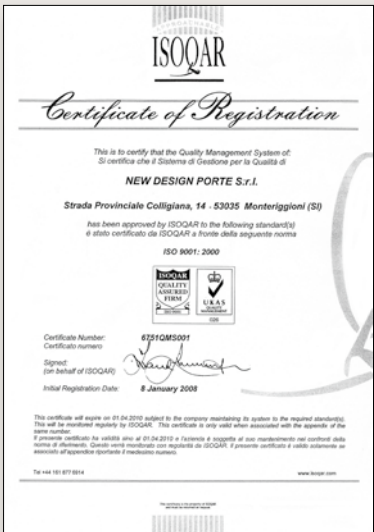 ISOQAR
Certificate of Registration
This is to certify that the Quality Management System of:
Si certifica che il Sistema di Gestione per la Qualità di
NEW DESIGN PORTE S.r.l.
Strada Provinciale Colligiana, 14 - 53035 Monteriggioni (SI)
has been approved by ISOQAR to the following standard(s)
è stato certificato da ISOQAR a fronte della seguente norma
ISO 9001: 2000
ISOQAR
QUALITY
ASSURED
FIRM
UKAS
QUALITY
MANAGEMENT
026
Certificate Number: 6751QMS001
Certificato numero
Signed:
(on behalf of ISOQAR)
Initial Registration Date: 8 January 2008
This certificate will expire on 01.04.2010 subject to the company maintaining its system to the required standard(s).
This will be monitored regularly by ISOQAR. This certificate is only valid when associated with the appendix of the
same number.
Il presente certificato ha validità sino al 01.04.2010 e l'azienda è soggetta al suo mantenimento nei confronti della
norma di riferimento. Questo verrà monitorato con regolarità da ISOQAR. Il presente certificato è valido solamente se
associato all'appendice riportante il medesimo numero.
Tel +44 161 877 6914
www.isoqar.com